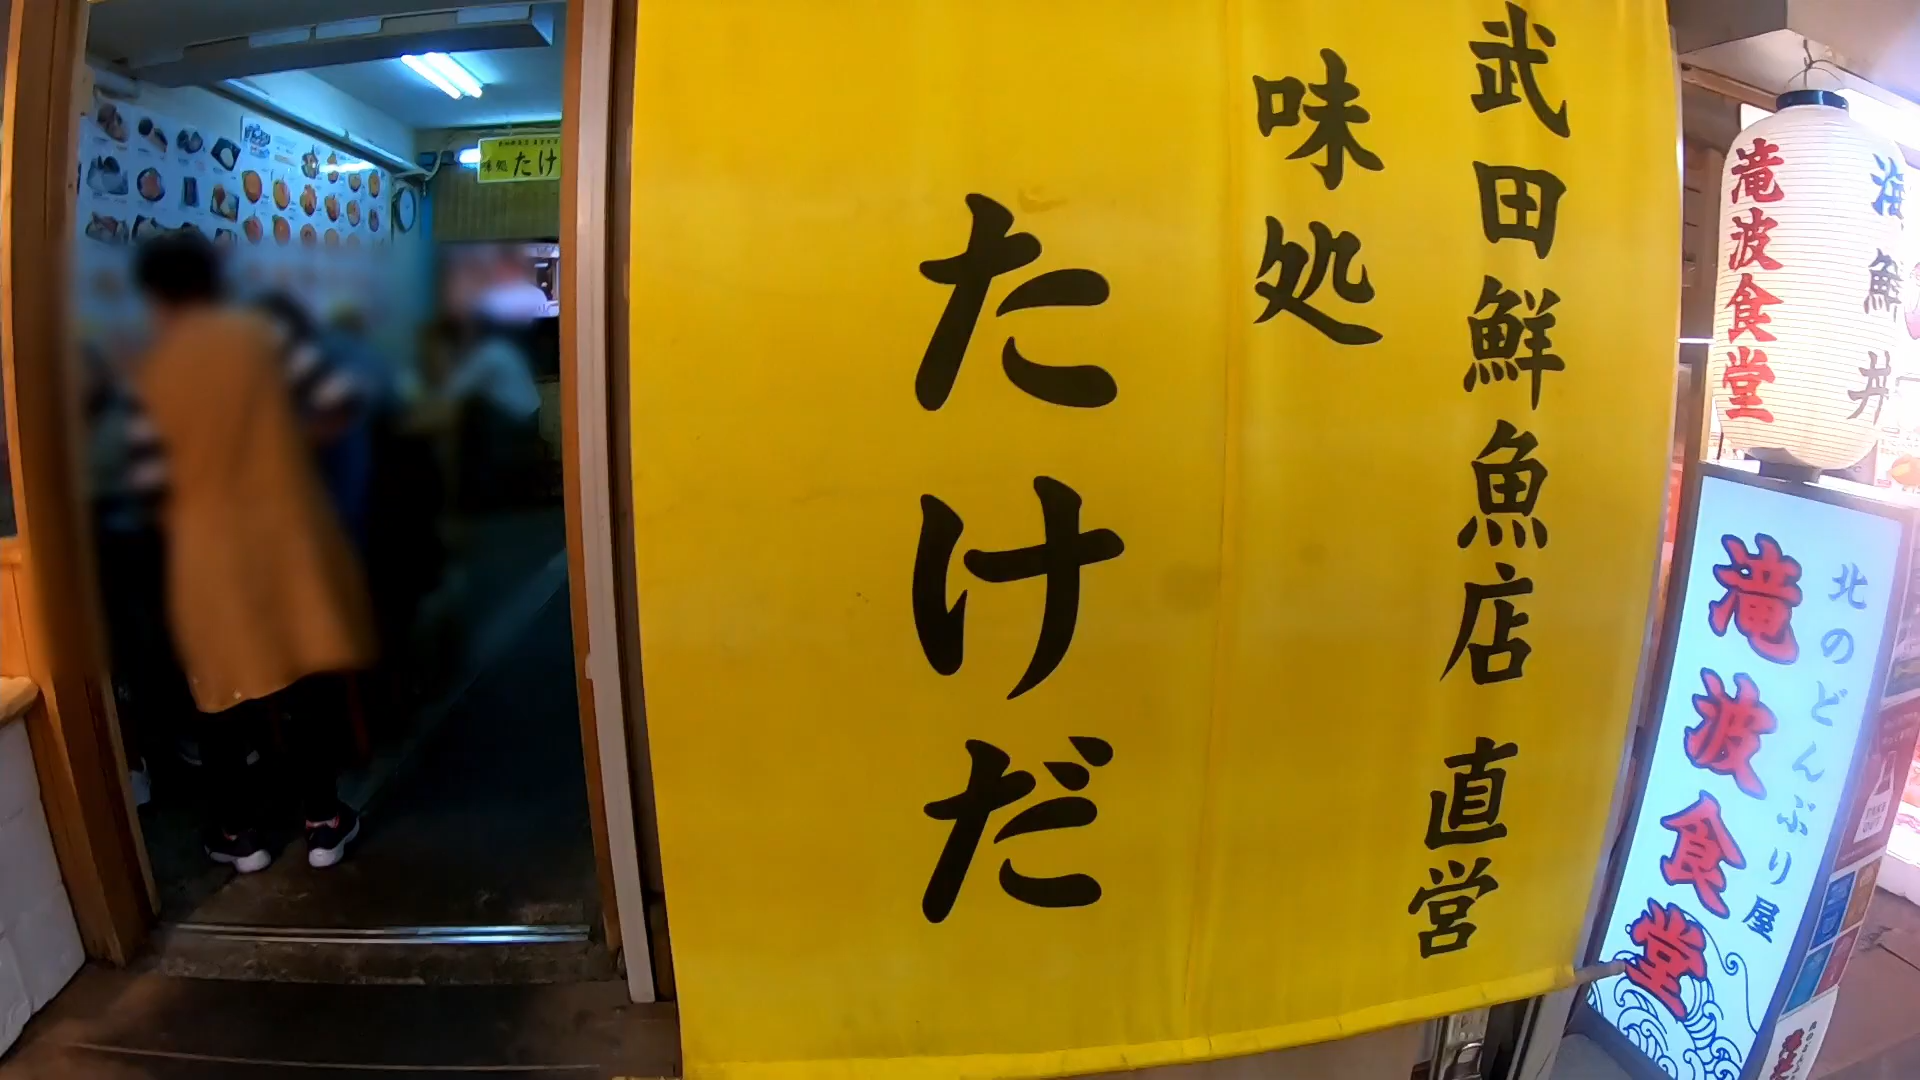 武田鮮魚店 直営
味処
たけだ
味処 たけ
海鮮丼
滝波食堂
北のどんぶり屋
滝波食堂